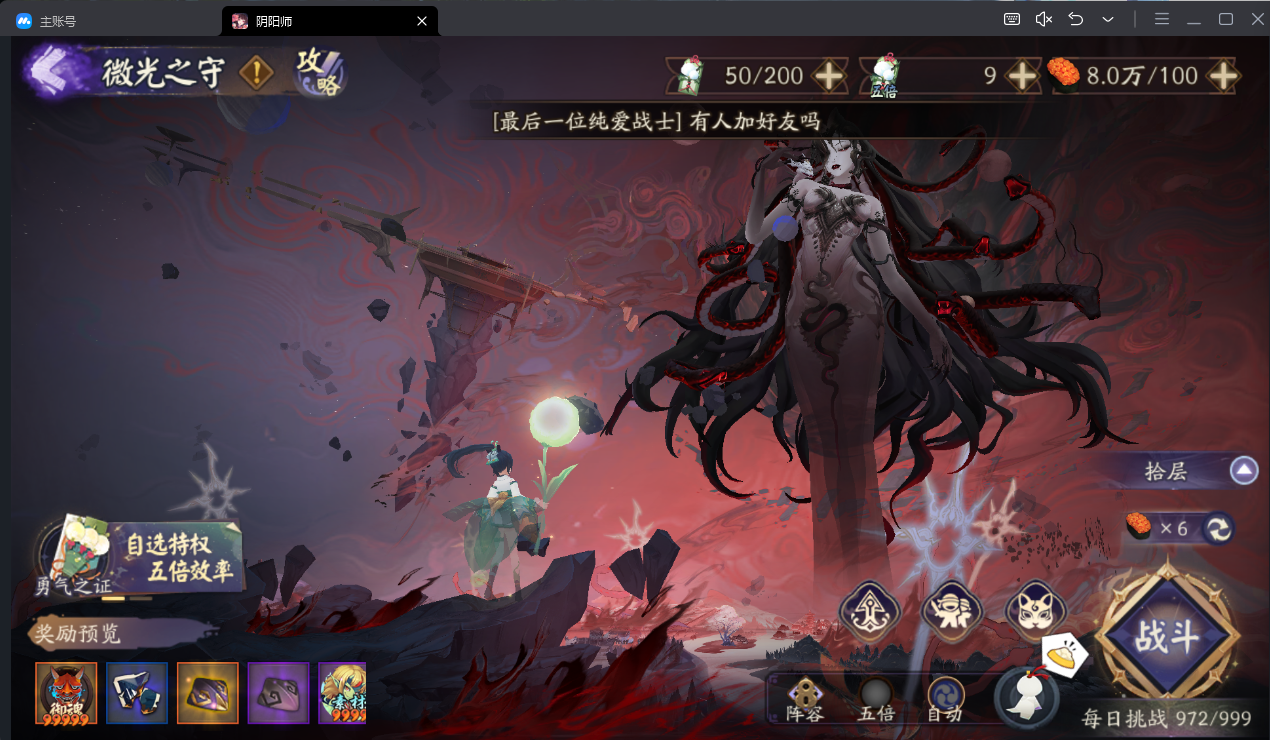 主账号
阴阳师
微光之守
攻略
50/200
五倍
9
8.0万/100
[最后一位纯爱战士] 有人加好友吗
拾层
×6
自选特权
五倍效率
勇气之证
奖励预览
御魂
99999
素材
999
战斗
阵容
五倍
自动
每日挑战 972/999